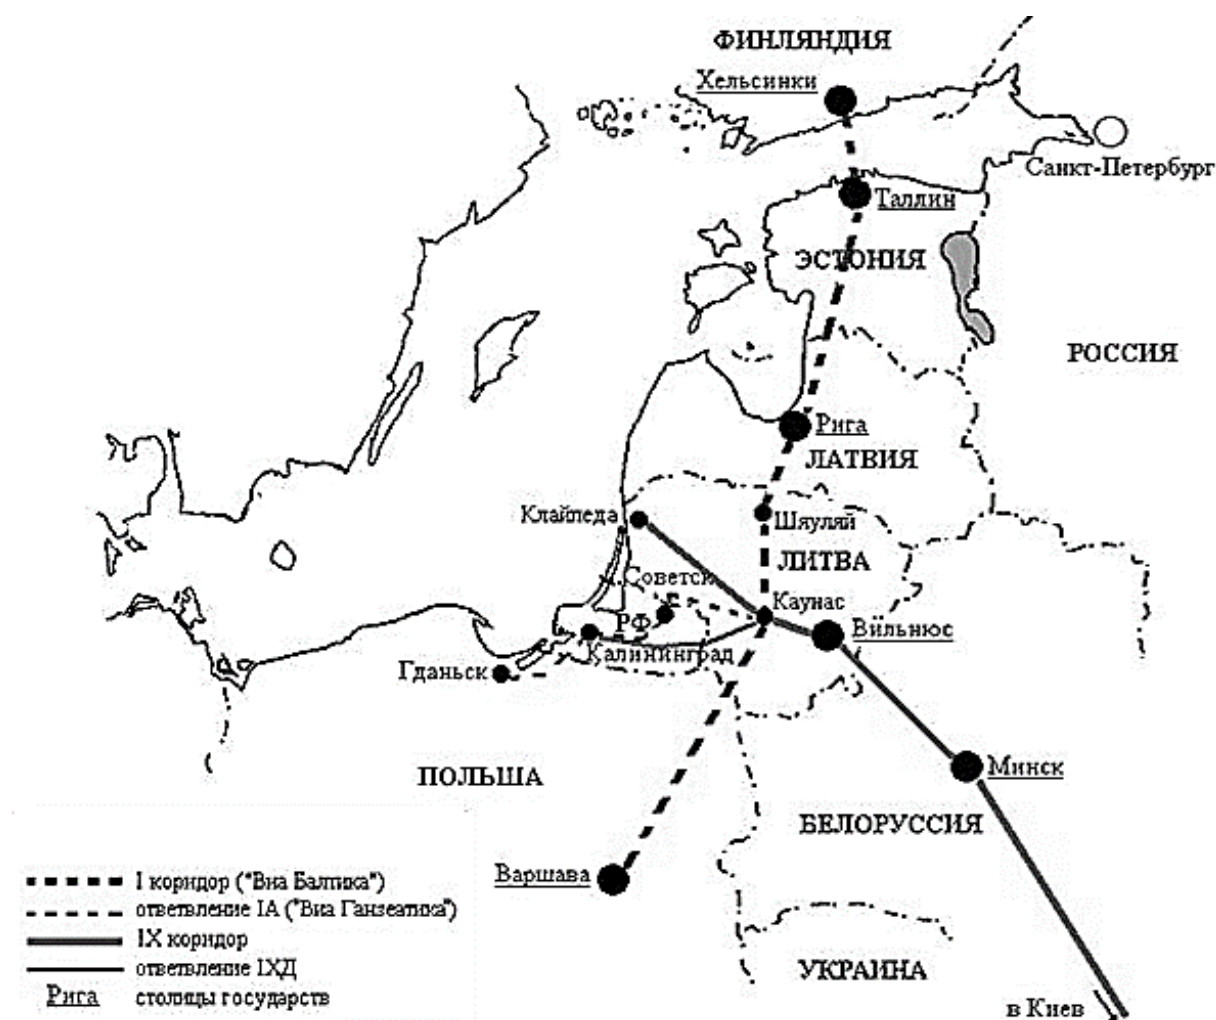 ФИНЛЯНДИЯ
Хельсинки
Санкт-Петербург
Таллин
ЭСТОНИЯ
РОССИЯ
Рига
ЛАТВИЯ
Клайпеда
Шяуляй
ЛИТВА
Советск
Каунас
РФ
Вильнюс
Калининград
Гданьск
ПОЛЬША
Минск
БЕЛОРУССИЯ
Варшава
УКРАИНА
в Киев
I коридор ("Виа Балтика")
ответвление IA ("Виа Ганзеатика")
IX коридор
ответвление IXД
Рига столицы государств